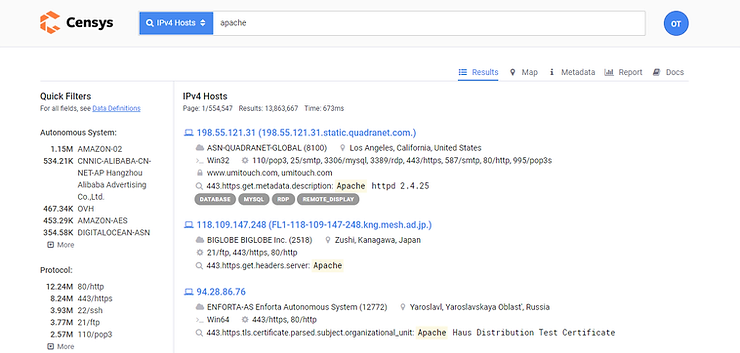 Censys
IPv4 Hosts
apache
OT
Results Map Metadata Report Docs
Quick Filters
For all fields, see Data Definitions
Autonomous System:
1.15M AMAZON-02
534.21K CNNIC-ALIBABA-CN-
NET-AP Hangzhou
Alibaba Advertising
Co.,Ltd.
467.34K OVH
453.29K AMAZON-AES
354.58K DIGITALOCEAN-ASN
More
Protocol:
12.24M 80/http
8.24M 443/https
3.93M 22/ssh
3.77M 21/ftp
2.57M 110/pop3
More
IPv4 Hosts
Page: 1/554,547 Results: 13,863,667 Time: 673ms
198.55.121.31 (198.55.121.31.static.quadranet.com.)
ASN-QUADRANET-GLOBAL (8100) Los Angeles, California, United States
Win32 110/pop3, 25/smtp, 3306/mysql, 3389/rdp, 443/https, 587/smtp, 80/http, 995/pop3s
www.umitouch.com, umitouch.com
443.https.get.metadata.description: Apache httpd 2.4.25
DATABASE MYSQL RDP REMOTE_DISPLAY
118.109.147.248 (FL1-118-109-147-248.kng.mesh.ad.jp.)
BIGLOBE BIGLOBE Inc. (2518) Zushi, Kanagawa, Japan
21/ftp, 443/https, 80/http
443.https.get.headers.server: Apache
94.28.86.76
ENFORTA-AS Enforta Autonomous System (12772) Yaroslavl, Yaroslavskaya Oblast', Russia
Win64 443/https, 80/http
443.https.tls.certificate.parsed.subject.organizational_unit: Apache Haus Distribution Test Certificate